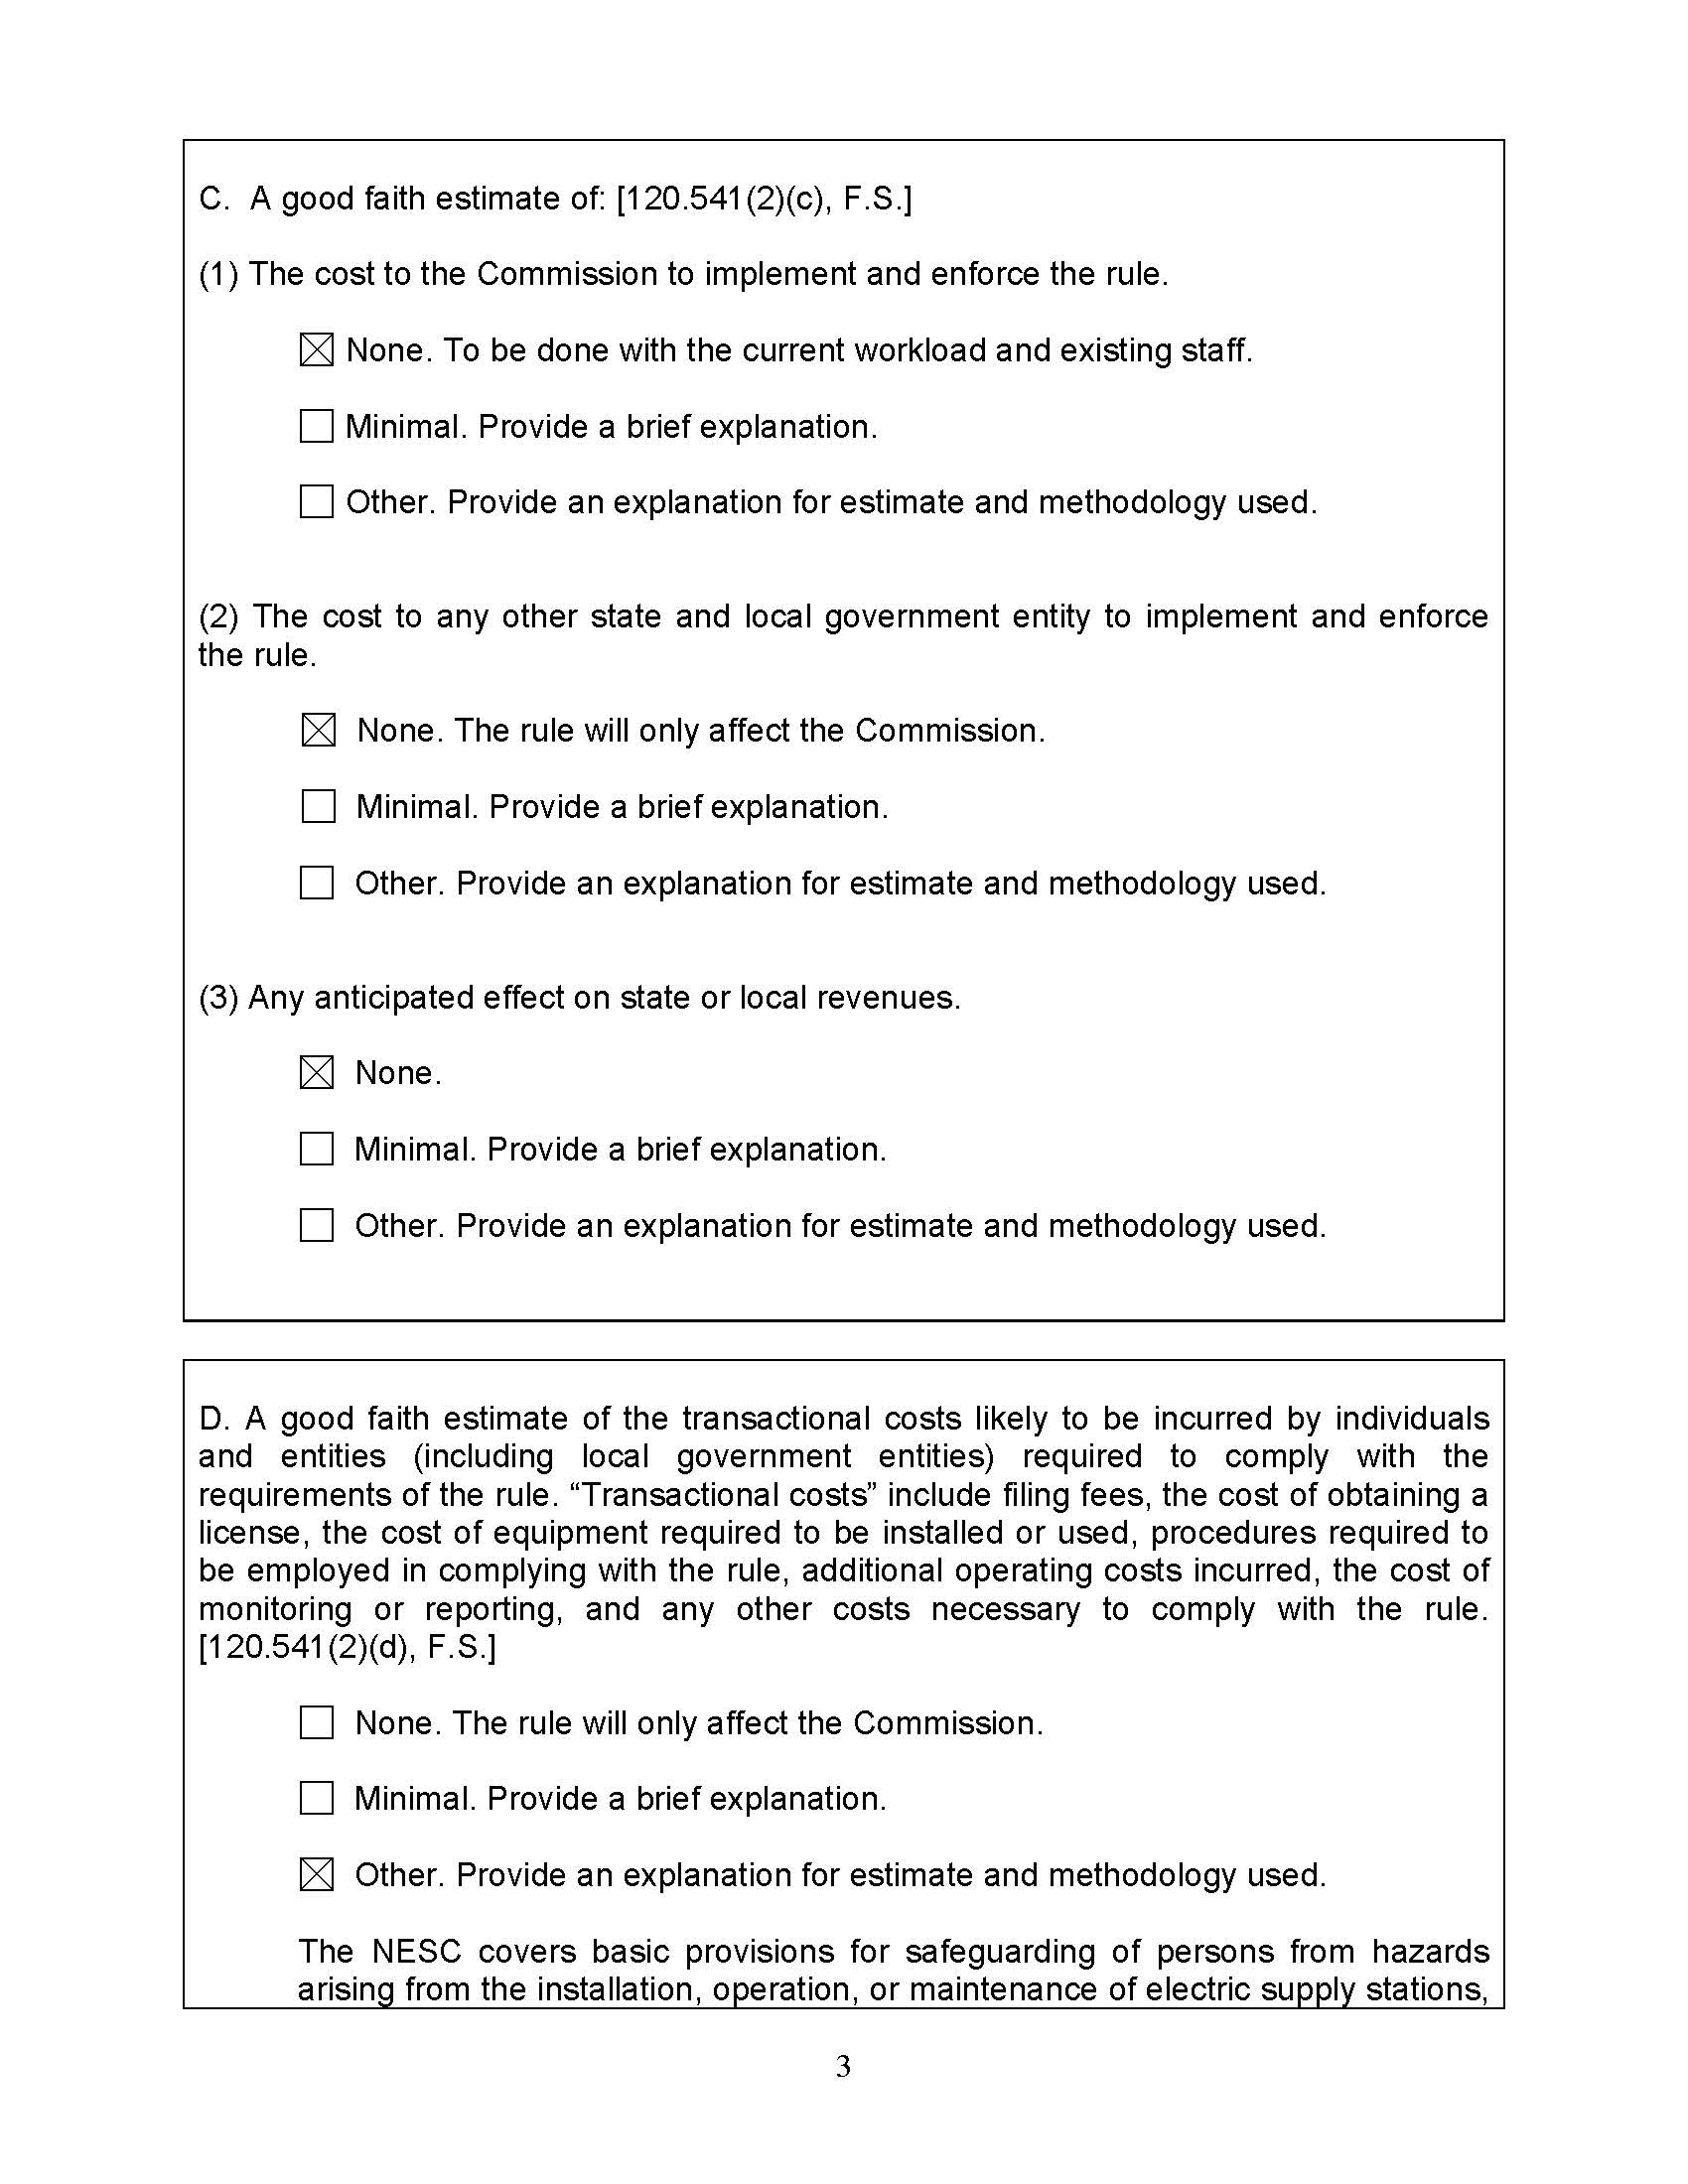 C. A good faith estimate of: [120.541(2)(c), F.S.]
(1) The cost to the Commission to implement and enforce the rule.
☒ None. To be done with the current workload and existing staff.
☐ Minimal. Provide a brief explanation.
☐ Other. Provide an explanation for estimate and methodology used.
(2) The cost to any other state and local government entity to implement and enforce
the rule.
☒ None. The rule will only affect the Commission.
☐ Minimal. Provide a brief explanation.
☐ Other. Provide an explanation for estimate and methodology used.
(3) Any anticipated effect on state or local revenues.
☒ None.
☐ Minimal. Provide a brief explanation.
☐ Other. Provide an explanation for estimate and methodology used.
D. A good faith estimate of the transactional costs likely to be incurred by individuals
and entities (including local government entities) required to comply with the
requirements of the rule. “Transactional costs” include filing fees, the cost of obtaining a
license, the cost of equipment required to be installed or used, procedures required to
be employed in complying with the rule, additional operating costs incurred, the cost of
monitoring or reporting, and any other costs necessary to comply with the rule.
[120.541(2)(d), F.S.]
☐ None. The rule will only affect the Commission.
☐ Minimal. Provide a brief explanation.
☒ Other. Provide an explanation for estimate and methodology used.
The NESC covers basic provisions for safeguarding of persons from hazards
arising from the installation, operation, or maintenance of electric supply stations,
3